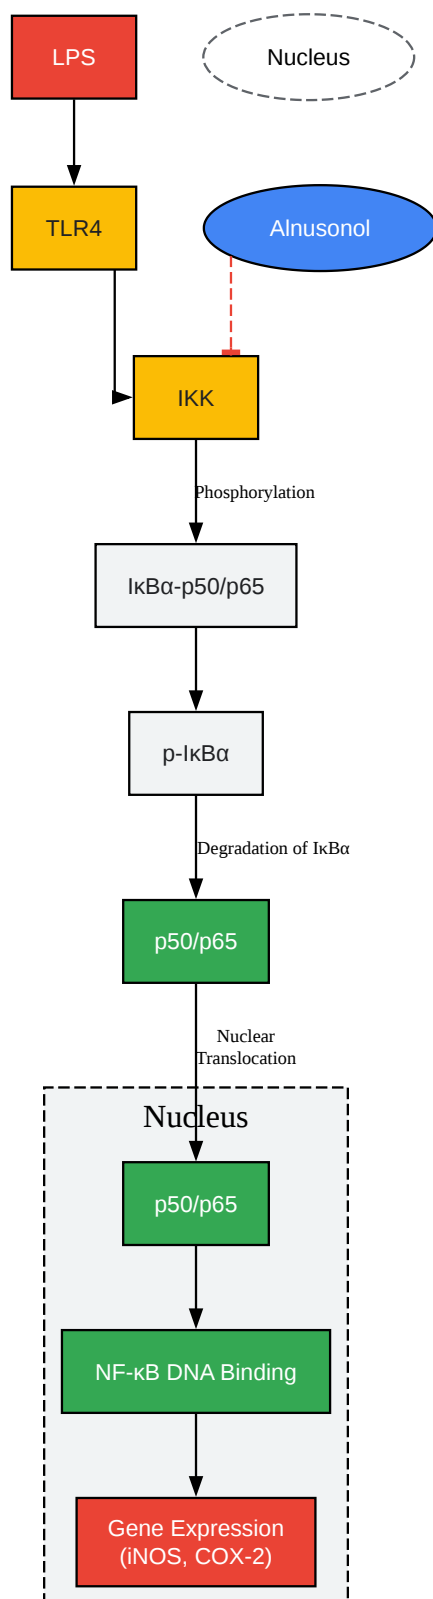 LPS
Nucleus
TLR4
Alnusonol
IKK
Phosphorylation
IκBα-p50/p65
p-IκBα
Degradation of IκBα
p50/p65
Nuclear
Translocation
Nucleus
p50/p65
NF-κB DNA Binding
Gene Expression
(iNOS, COX-2)